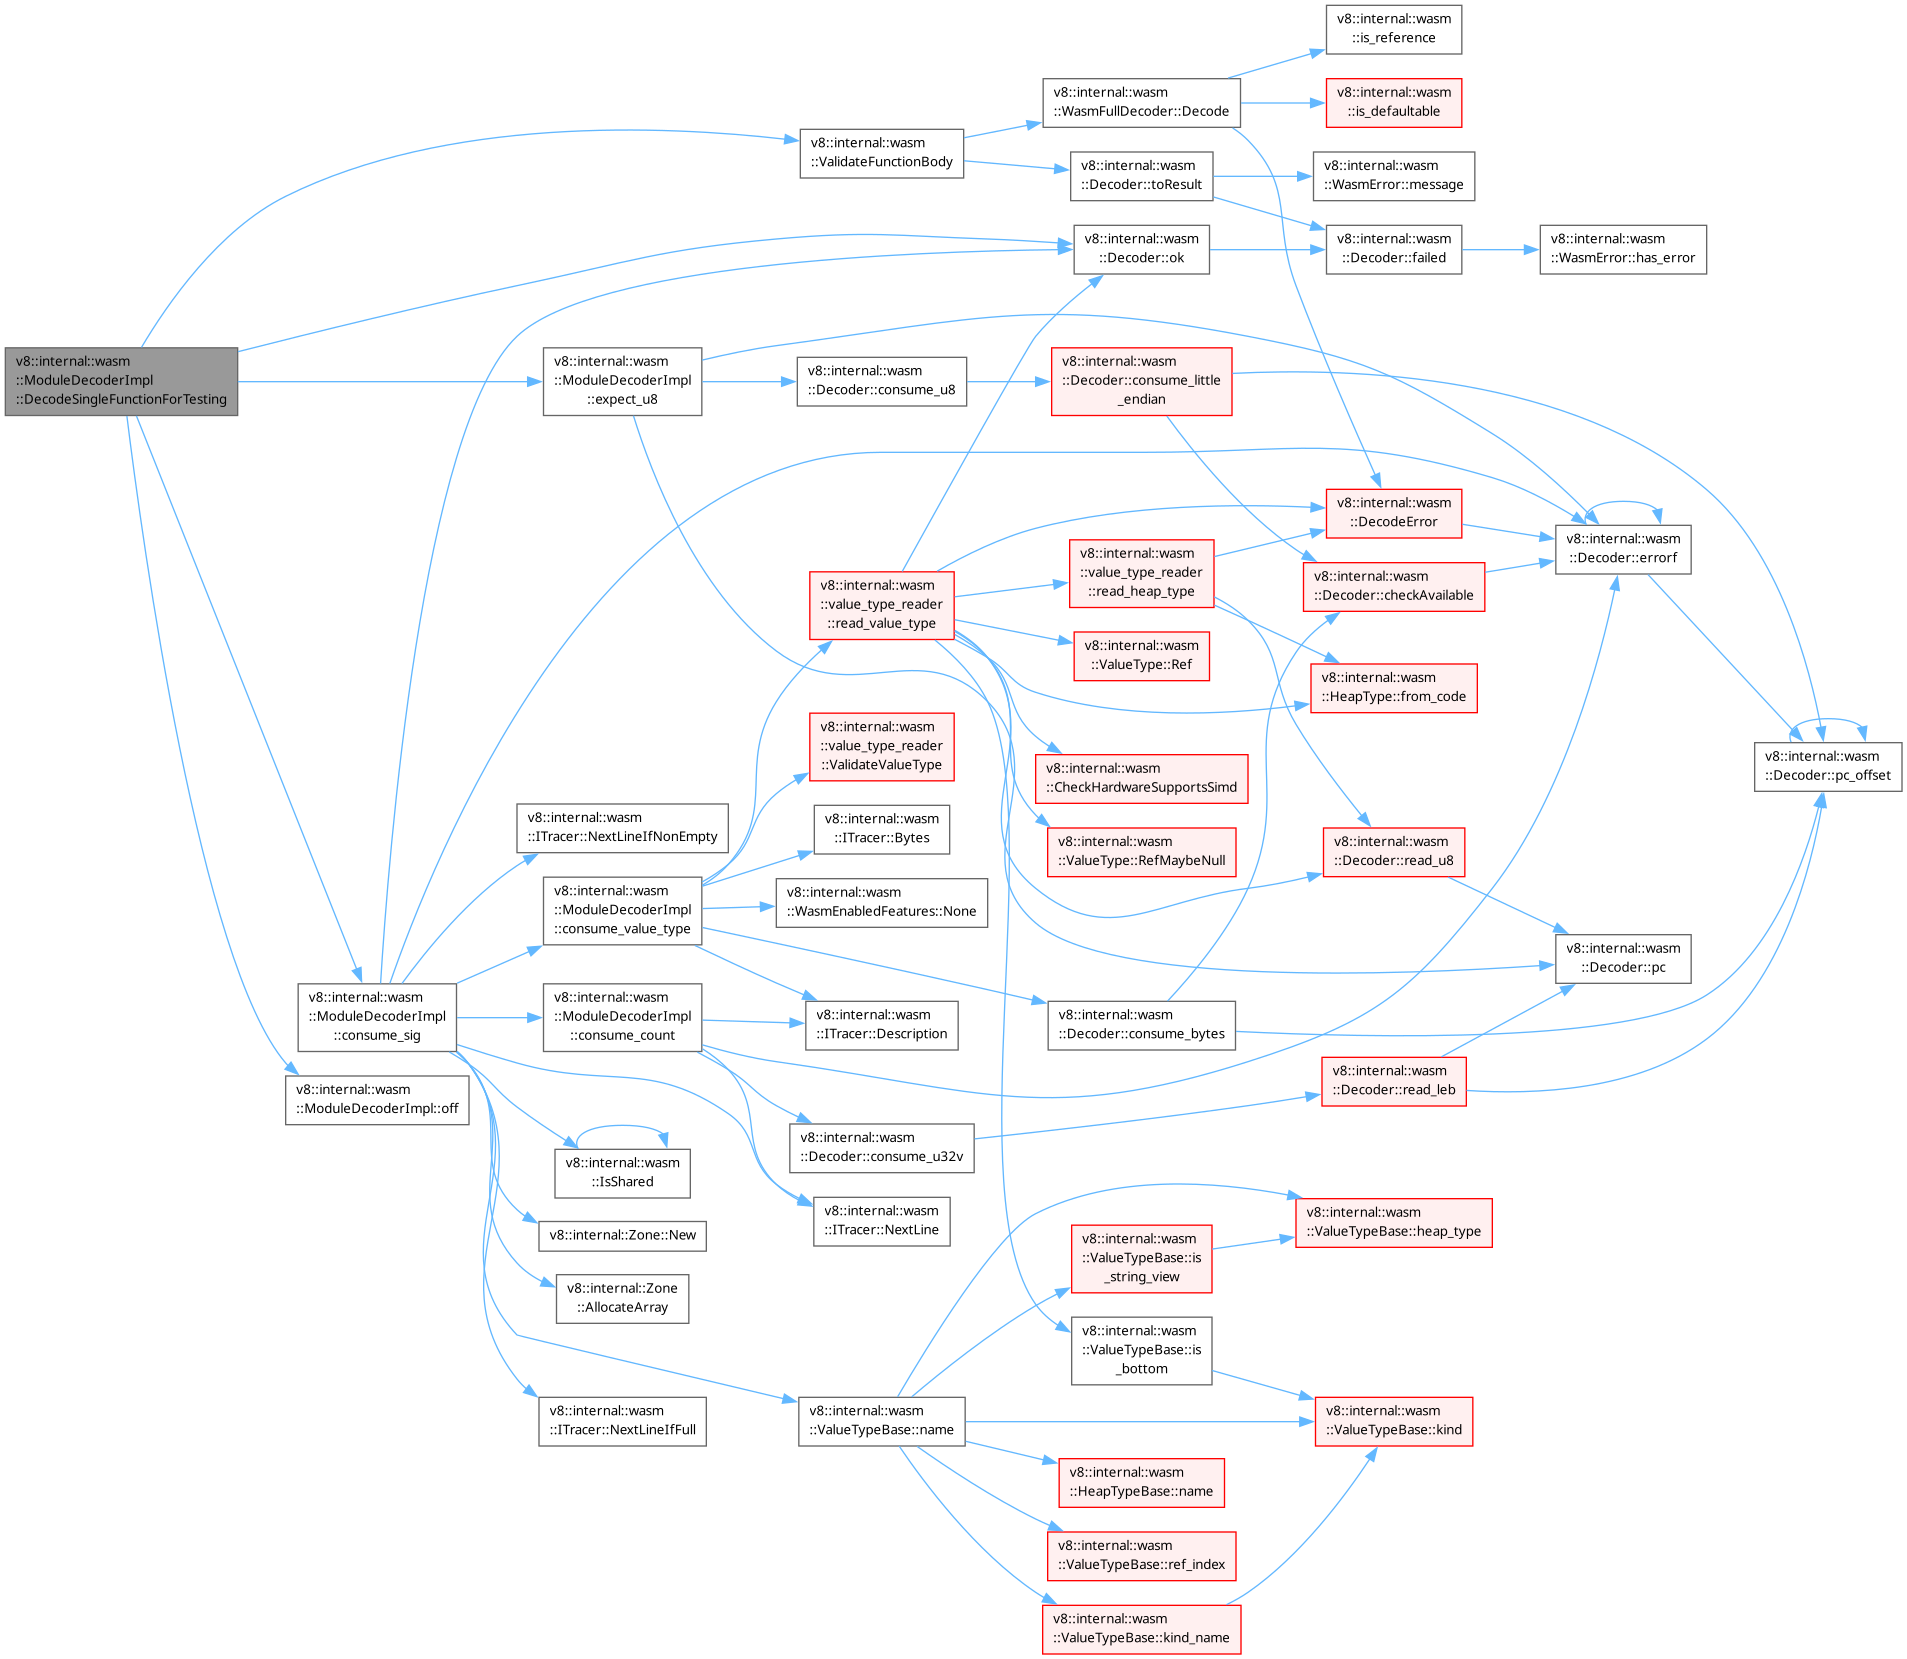 v8::internal::wasm
::ModuleDecoderImpl
::DecodeSingleFunctionForTesting
v8::internal::wasm
::ModuleDecoderImpl
::consume_sig
v8::internal::wasm
::ModuleDecoderImpl::off
v8::internal::wasm
::ModuleDecoderImpl
::expect_u8
v8::internal::wasm
::ITracer::NextLineIfNonEmpty
v8::internal::wasm
::ModuleDecoderImpl
::consume_value_type
v8::internal::wasm
::ModuleDecoderImpl
::consume_count
v8::internal::wasm
::IsShared
v8::internal::Zone::New
v8::internal::Zone
::AllocateArray
v8::internal::wasm
::ITracer::NextLineIfFull
v8::internal::wasm
::ValidateFunctionBody
v8::internal::wasm
::Decoder::consume_u8
v8::internal::wasm
::value_type_reader
::read_value_type
v8::internal::wasm
::value_type_reader
::ValidateValueType
v8::internal::wasm
::ITracer::Bytes
v8::internal::wasm
::WasmEnabledFeatures::None
v8::internal::wasm
::ITracer::Description
v8::internal::wasm
::Decoder::consume_u32v
v8::internal::wasm
::ITracer::NextLine
v8::internal::wasm
::ValueTypeBase::name
v8::internal::wasm
::WasmFullDecoder::Decode
v8::internal::wasm
::Decoder::toResult
v8::internal::wasm
::Decoder::ok
v8::internal::wasm
::Decoder::consume_little
_endian
v8::internal::wasm
::value_type_reader
::read_heap_type
v8::internal::wasm
::ValueType::Ref
v8::internal::wasm
::CheckHardwareSupportsSimd
v8::internal::wasm
::ValueType::RefMaybeNull
v8::internal::wasm
::Decoder::consume_bytes
v8::internal::wasm
::ValueTypeBase::is
_string_view
v8::internal::wasm
::ValueTypeBase::is
_bottom
v8::internal::wasm
::HeapTypeBase::name
v8::internal::wasm
::ValueTypeBase::ref_index
v8::internal::wasm
::ValueTypeBase::kind_name
v8::internal::wasm
::is_reference
v8::internal::wasm
::is_defaultable
v8::internal::wasm
::WasmError::message
v8::internal::wasm
::Decoder::failed
v8::internal::wasm
::DecodeError
v8::internal::wasm
::Decoder::checkAvailable
v8::internal::wasm
::HeapType::from_code
v8::internal::wasm
::Decoder::read_u8
v8::internal::wasm
::Decoder::read_leb
v8::internal::wasm
::ValueTypeBase::heap_type
v8::internal::wasm
::ValueTypeBase::kind
v8::internal::wasm
::WasmError::has_error
v8::internal::wasm
::Decoder::errorf
v8::internal::wasm
::Decoder::pc
v8::internal::wasm
::Decoder::pc_offset